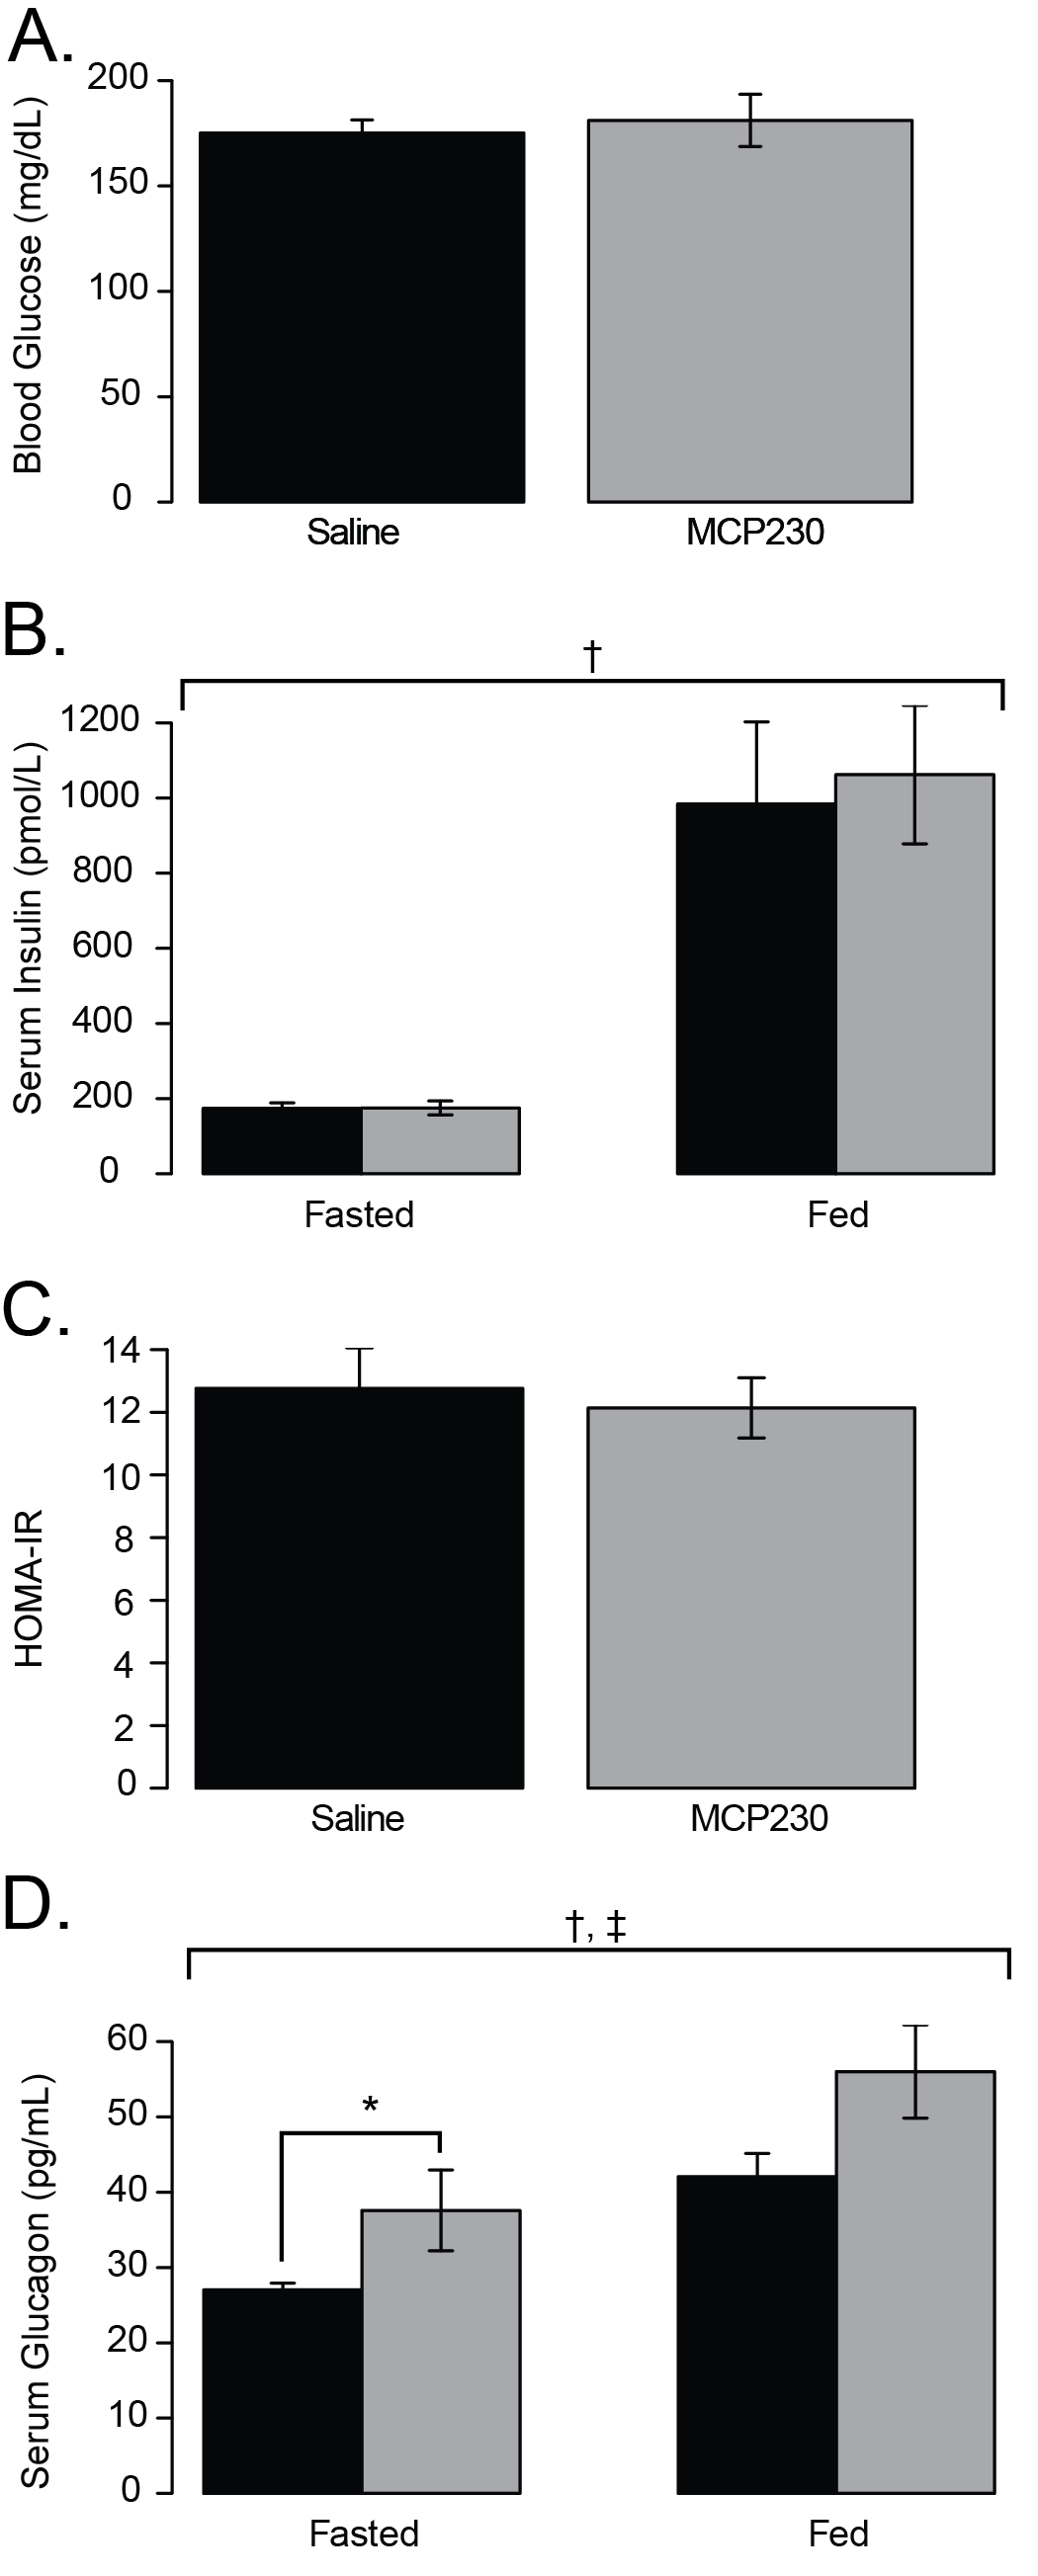 A.
Blood Glucose (mg/dL)
200
150
100
50
0
Saline
MCP230
B.
†
Serum Insulin (pmol/L)
1200
1000
800
600
400
200
0
Fasted
Fed
C.
HOMA-IR
14
12
10
8
6
4
2
0
Saline
MCP230
D.
†, ‡
Serum Glucagon (pg/mL)
60
50
*
40
30
20
10
0
Fasted
Fed